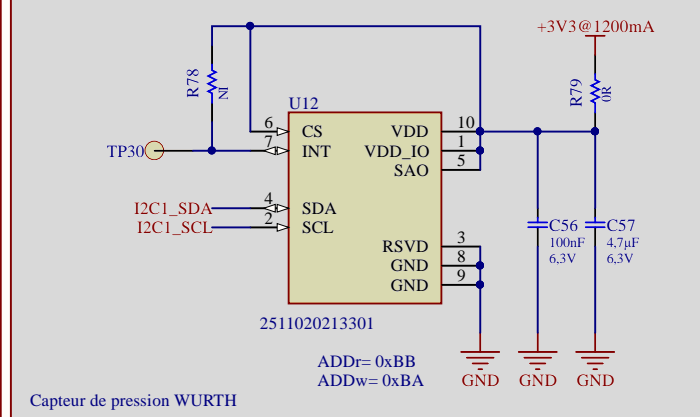 +3V3@1200mA
R78
NI
R79
0R
U12
6
CS
VDD
10
7
TP30
INT
VDD_IO
1
SAO
5
4
I2C1_SDA
SDA
2
I2C1_SCL
SCL
C56
100nF
6,3V
C57
4,7µF
6,3V
RSVD
3
GND
8
GND
9
2511020213301
ADDr= 0xBB
ADDw= 0xBA
GND
GND
GND
Capteur de pression WURTH